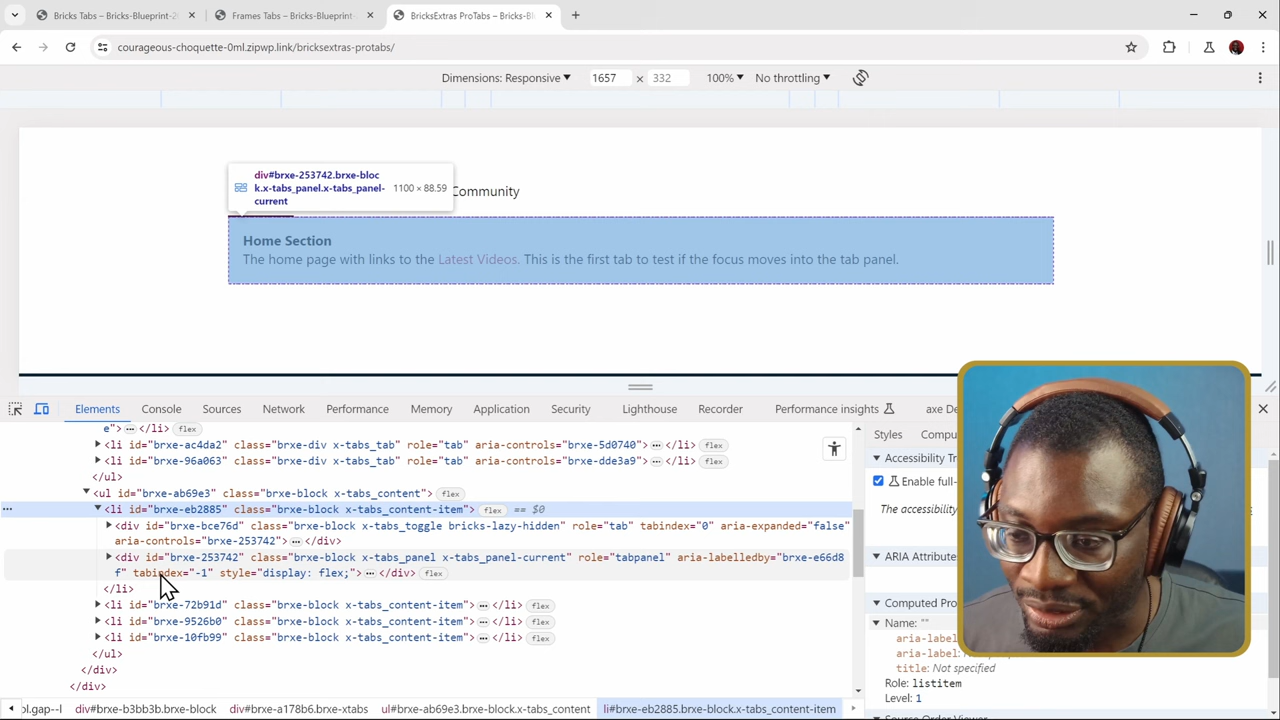 Bricks Tabs – Bricks-Blueprint-2
Frames Tabs – Bricks-Blueprint-
BricksExtras ProTabs – Bricks-Bl
courageous-choquette-0ml.zipwp.link/bricksextras-protabs/
Dimensions: Responsive 1657 × 332 100% No throttling
div#brxe-253742.brxe-bloc
k.x-tabs_panel.x-tabs_panel-
current
1100 × 88.59
Community
Home Section
The home page with links to the Latest Videos. This is the first tab to test if the focus moves into the tab panel.
Elements Console Sources Network Performance Memory Application Security Lighthouse Recorder Performance insights axe De
e"> ⋯ </li> flex
<li id="brxe-ac4da2" class="brxe-div x-tabs_tab" role="tab" aria-controls="brxe-5d0740"> ⋯ </li> flex
<li id="brxe-96a063" class="brxe-div x-tabs_tab" role="tab" aria-controls="brxe-dde3a9"> ⋯ </li> flex
</ul>
<ul id="brxe-ab69e3" class="brxe-block x-tabs_content"> flex
<li id="brxe-eb2885" class="brxe-block x-tabs_content-item"> flex == $0
<div id="brxe-bce76d" class="brxe-block x-tabs_toggle bricks-lazy-hidden" role="tab" tabindex="0" aria-expanded="false"
aria-controls="brxe-253742"> ⋯ </div>
<div id="brxe-253742" class="brxe-block x-tabs_panel x-tabs_panel-current" role="tabpanel" aria-labelledby="brxe-e66d8
f" tabindex="-1" style="display: flex;"> ⋯ </div> flex
</li>
<li id="brxe-72b91d" class="brxe-block x-tabs_content-item"> ⋯ </li> flex
<li id="brxe-9526b0" class="brxe-block x-tabs_content-item"> ⋯ </li> flex
<li id="brxe-10fb99" class="brxe-block x-tabs_content-item"> ⋯ </li> flex
</ul>
</div>
</div>
ol.gap--l div#brxe-b3bb3b.brxe-block div#brxe-a178b6.brxe-xtabs ul#brxe-ab69e3.brxe-block.x-tabs_content li#brxe-eb2885.brxe-block.x-tabs_content-item
Styles Compu
Accessibility Tr
Enable full-
The accessibility
ARIA Attribute
Computed Pro
Name: ""
aria-label
aria-label:
title: Not specified
Role: listitem
Level: 1